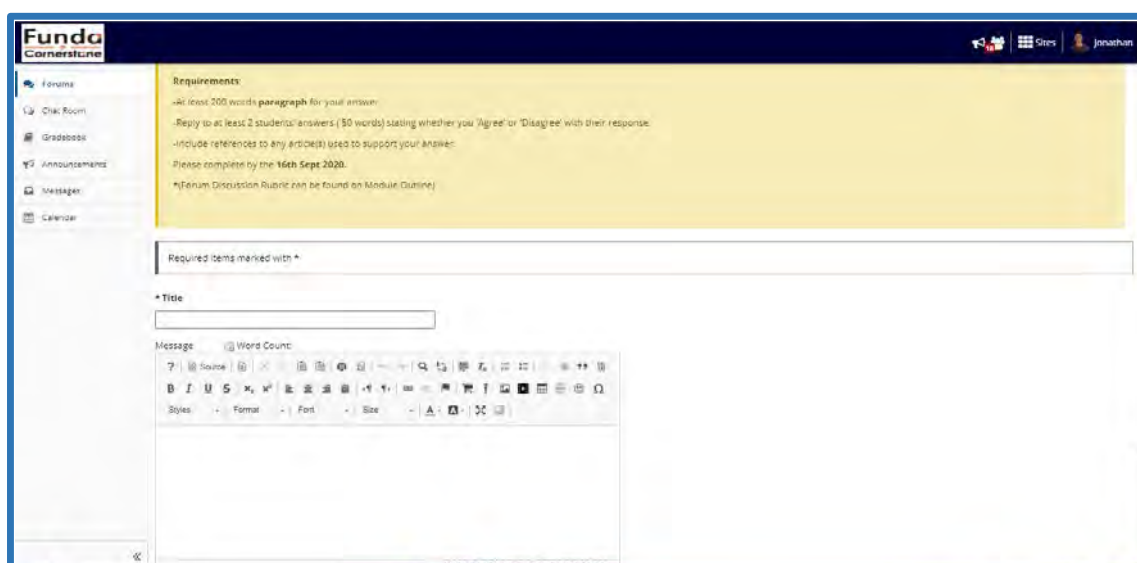 Funda
Cornerstone
Sites
Jonathan
Forums
Chat Room
Gradebook
Announcements
Messages
Calendar
Requirements:
-At least 200 words paragraph for your answer
-Reply to at least 2 students' answers ( 50 words) stating whether you 'Agree' or 'Disagree' with their response.
-Include references to any article(s) used to support your answer.
Please complete by the 16th Sept 2020.
*(Forum Discussion Rubric can be found on Module Outline)
Required items marked with *
* Title
Message Word Count:
? Source
B I U S x₂ x² Ω
Styles Format Font Size A A